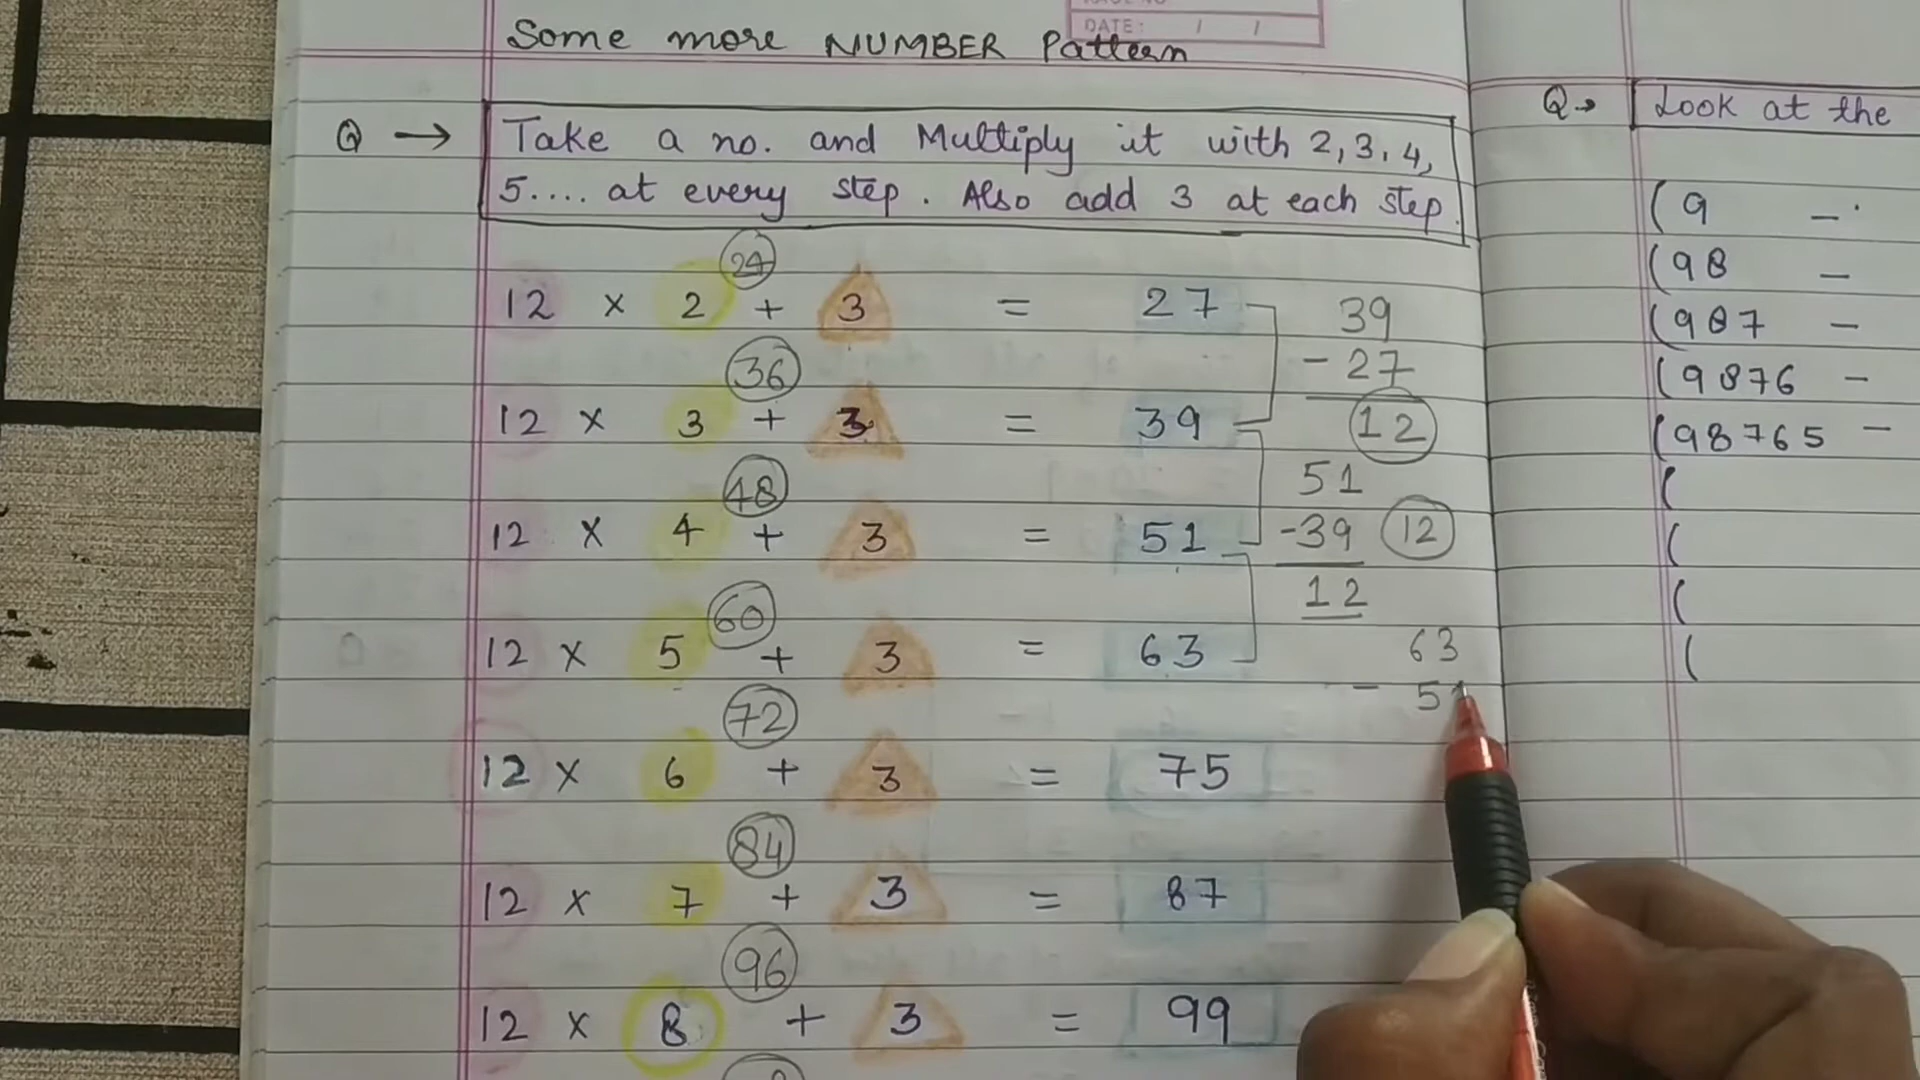 DATE: / /
Some more NUMBER Pattern
Q → Take a no. and Multiply it with 2, 3, 4,
5.... at every step. Also add 3 at each step.
24
12 × 2 + 3 = 27
36
12 × 3 + 3 = 39
48
12 × 4 + 3 = 51
60
12 × 5 + 3 = 63
72
12 × 6 + 3 = 75
84
12 × 7 + 3 = 87
96
12 × 8 + 3 = 99
39
- 27
12
51
-39 12
12
63
- 51
Q→ Look at the
(9 -
(98 -
(987 -
(9876 -
(98765 -
(
(
(
(